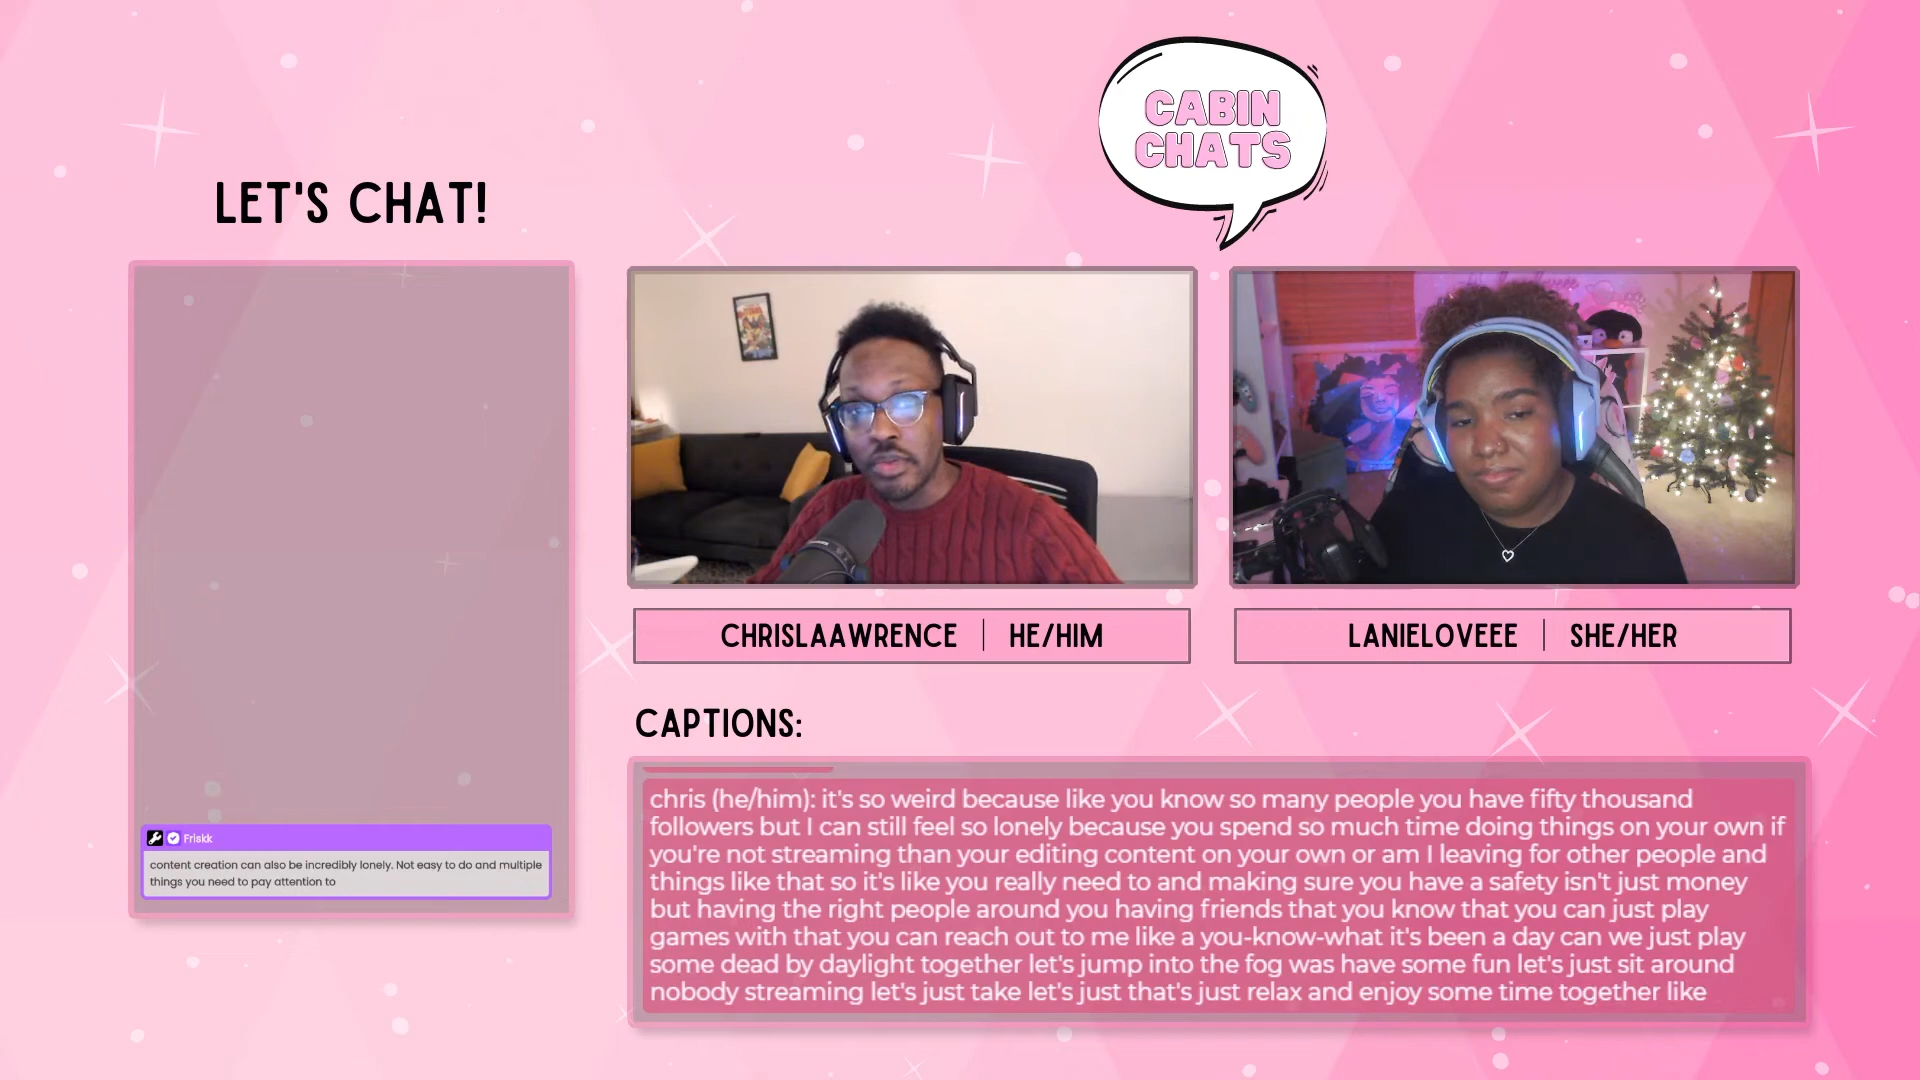 CABIN
CHATS
LET'S CHAT!
Friskk
content creation can also be incredibly lonely. Not easy to do and multiple
things you need to pay attention to
CHRISLAAWRENCE | HE/HIM
LANIELOVEEE | SHE/HER
CAPTIONS:
chris (he/him): it's so weird because like you know so many people you have fifty thousand
followers but I can still feel so lonely because you spend so much time doing things on your own if
you're not streaming than your editing content on your own or am I leaving for other people and
things like that so it's like you really need to and making sure you have a safety isn't just money
but having the right people around you having friends that you know that you can just play
games with that you can reach out to me like a you-know-what it's been a day can we just play
some dead by daylight together let's jump into the fog was have some fun let's just sit around
nobody streaming let's just take let's just that's just relax and enjoy some time together like